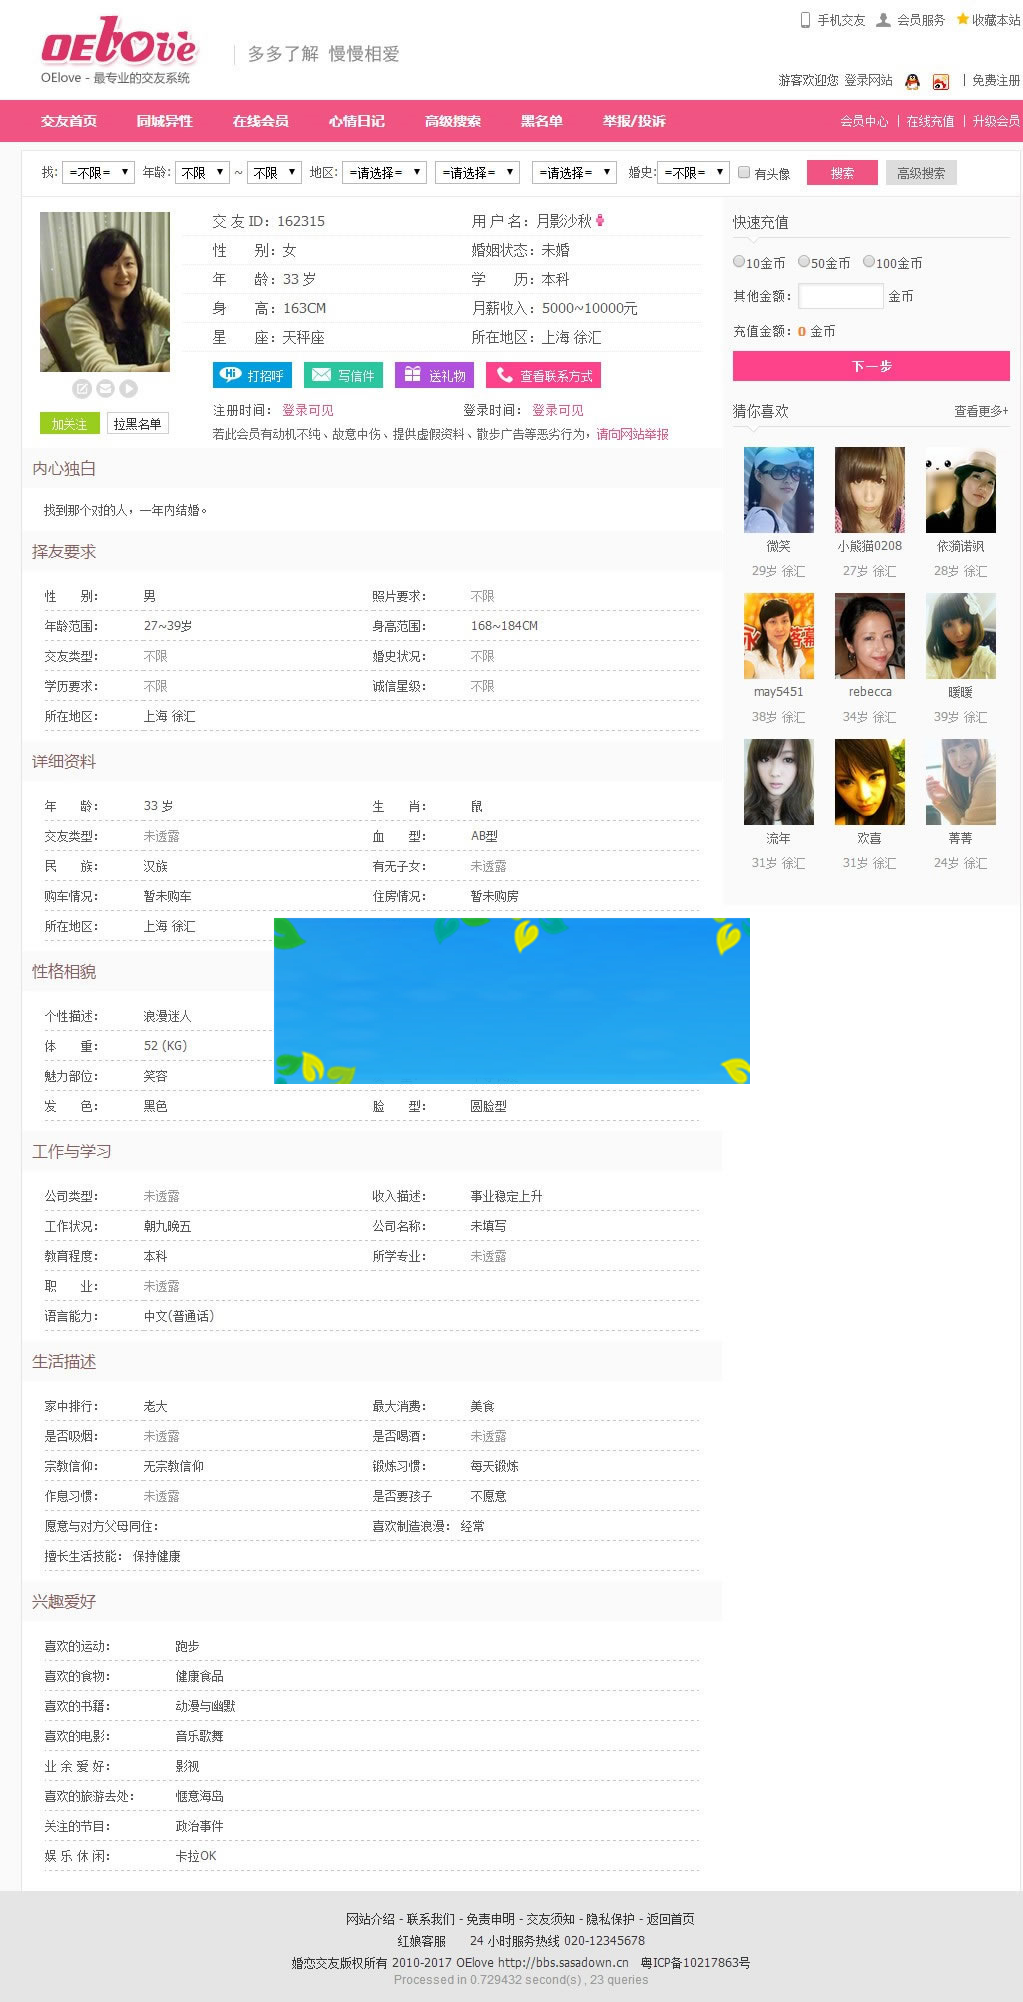 手机交友 会员服务 收藏本站
OElove
多多了解 慢慢相爱
OElove - 最专业的交友系统
游客欢迎您 登录网站 | 免费注册
交友首页 同城异性 在线会员 心情日记 高级搜索 黑名单 举报/投诉 会员中心 | 在线充值 | 升级会员
找: =不限= 年龄: 不限 ~ 不限 地区: =请选择= =请选择= =请选择= 婚史: =不限= 有头像 搜索 高级搜索
交 友 ID：162315 用 户 名：月影沙秋
性 别：女 婚姻状态：未婚
年 龄：33 岁 学 历：本科
身 高：163CM 月薪收入：5000~10000元
星 座：天秤座 所在地区：上海 徐汇
Hi 打招呼 写信件 送礼物 查看联系方式
加关注 拉黑名单
注册时间： 登录可见 登录时间： 登录可见
若此会员有动机不纯、故意中伤、提供虚假资料、散步广告等恶劣行为，请向网站举报
内心独白
找到那个对的人，一年内结婚。
择友要求
性 别： 男 照片要求： 不限
年龄范围： 27~39岁 身高范围： 168~184CM
交友类型： 不限 婚史状况： 不限
学历要求： 不限 诚信星级： 不限
所在地区： 上海 徐汇
详细资料
年 龄： 33 岁 生 肖： 鼠
交友类型： 未透露 血 型： AB型
民 族： 汉族 有无子女： 未透露
购车情况： 暂未购车 住房情况： 暂未购房
所在地区： 上海 徐汇
性格相貌
个性描述： 浪漫迷人
体 重： 52 (KG)
魅力部位： 笑容
发 色： 黑色 脸 型： 圆脸型
工作与学习
公司类型： 未透露 收入描述： 事业稳定上升
工作状况： 朝九晚五 公司名称： 未填写
教育程度： 本科 所学专业： 未透露
职 业： 未透露
语言能力： 中文(普通话)
生活描述
家中排行： 老大 最大消费： 美食
是否吸烟： 未透露 是否喝酒： 未透露
宗教信仰： 无宗教信仰 锻炼习惯： 每天锻炼
作息习惯： 未透露 是否要孩子 不愿意
愿意与对方父母同住： 喜欢制造浪漫： 经常
擅长生活技能： 保持健康
兴趣爱好
喜欢的运动： 跑步
喜欢的食物： 健康食品
喜欢的书籍： 动漫与幽默
喜欢的电影： 音乐歌舞
业 余 爱 好： 影视
喜欢的旅游去处： 惬意海岛
关注的节目： 政治事件
娱 乐 休 闲： 卡拉OK
快速充值
10金币 50金币 100金币
其他金额： 金币
充值金额：0 金币
下一步
猜你喜欢 查看更多+
微笑 小熊猫0208 依漪诺飒
29岁 徐汇 27岁 徐汇 28岁 徐汇
may5451 rebecca 暖暖
38岁 徐汇 34岁 徐汇 39岁 徐汇
流年 欢喜 菁菁
31岁 徐汇 31岁 徐汇 24岁 徐汇
网站介绍 - 联系我们 - 免责申明 - 交友须知 - 隐私保护 - 返回首页
红娘客服 24 小时服务热线 020-12345678
婚恋交友版权所有 2010-2017 OElove http://bbs.sasadown.cn 粤ICP备10217863号
Processed in 0.729432 second(s) , 23 queries